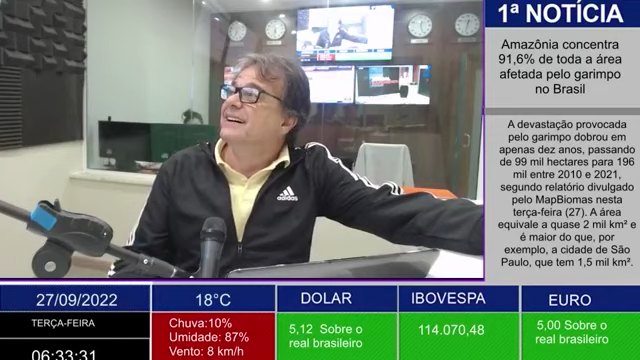 1ª NOTÍCIA
Amazônia concentra
91,6% de toda a área
afetada pelo garimpo
no Brasil
A devastação provocada
pelo garimpo dobrou em
apenas dez anos, passando
de 99 mil hectares para 196
mil entre 2010 e 2021,
segundo relatório divulgado
pelo MapBiomas nesta
terça-feira (27). A área
equivale a quase 2 mil km² e
é maior do que, por
exemplo, a cidade de São
Paulo, que tem 1,5 mil km².
adidas
27/09/2022
TERÇA-FEIRA
06:33:31
18°C
Chuva:10%
Umidade: 87%
Vento: 8 km/h
DOLAR
5,12 Sobre o
real brasileiro
IBOVESPA
114.070,48
EURO
5,00 Sobre o
real brasileiro